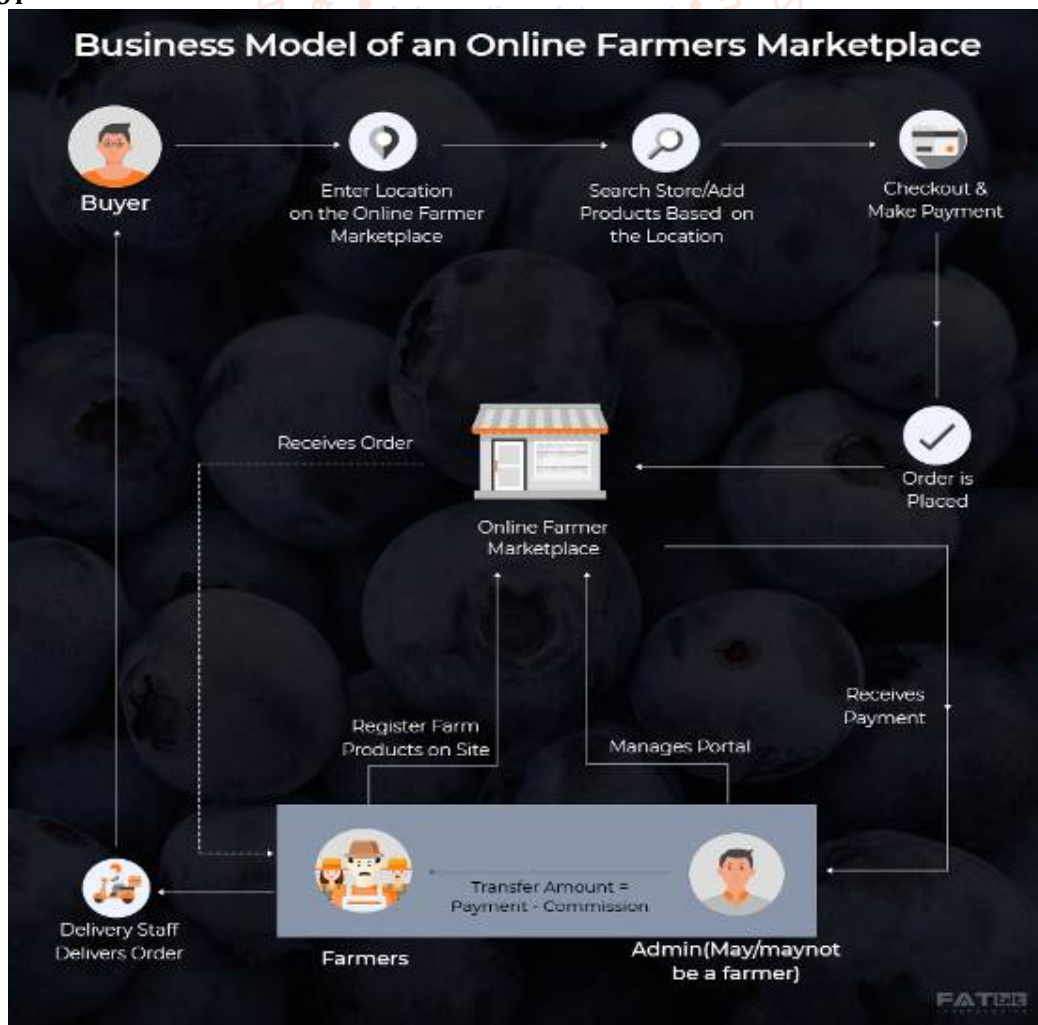 Business Model of an Online Farmers Marketplace
Buyer
Enter Location
on the Online Farmer
Marketplace
Search Store/Add
Products Based on
the Location
Checkout &
Make Payment
Receives Order
Order is
Placed
Online Farmer
Marketplace
Receives
Payment
Register Farm
Products on Site
Manages Portal
Transfer Amount =
Payment - Commission
Delivery Staff
Delivers Order
Farmers
Admin(May/maynot
be a farmer)